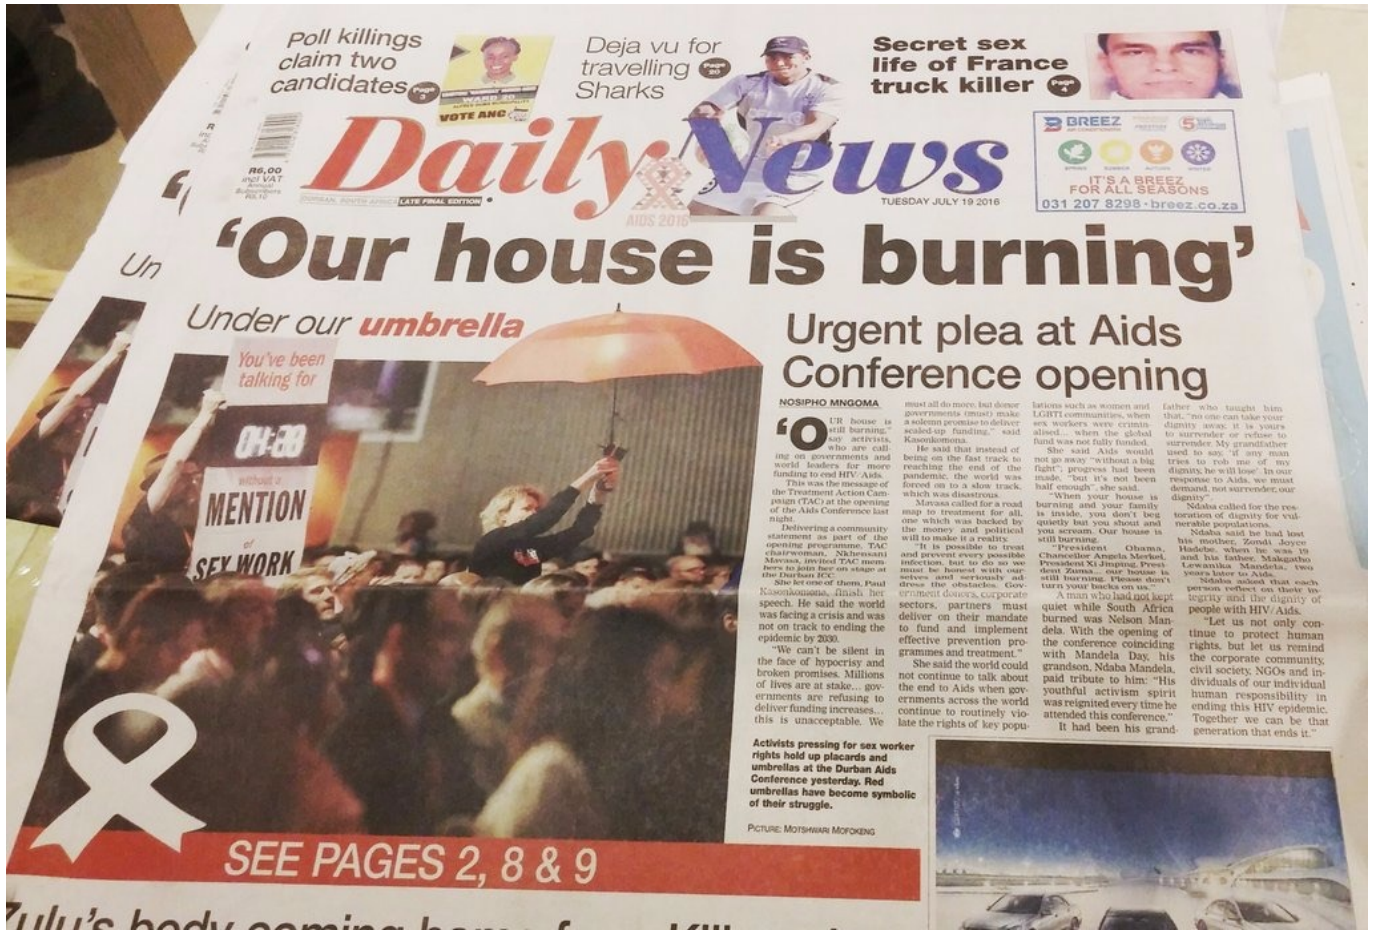 Poll killings
claim two
candidates
Page
3
WARD 20
VOTE ANC
Deja vu for
travelling
Sharks
Page
20
Secret sex
life of France
truck killer
Page
4
R6,00
incl VAT
Annual
Subscribers
Daily News
DURBAN, SOUTH AFRICA LATE FINAL EDITION
AIDS 2016
TUESDAY JULY 19 2016
BREEZ
AIR CONDITIONERS
5
SPRING SUMMER AUTUMN WINTER
IT'S A BREEZ
FOR ALL SEASONS
031 207 8298 • breez.co.za
'Our house is burning'
Un
Under our umbrella
You've been
talking for
04:38
without a
MENTION
of
SEX WORK
Urgent plea at Aids
Conference opening
NOSIPHO MNGOMA
'OUR house is
still burning,"
say activists,
who are call-
ing on governments and
world leaders for more
funding to end HIV/Aids.
This was the message of
the Treatment Action Cam-
paign (TAC) at the opening
of the Aids Conference last
night.
Delivering a community
statement as part of the
opening programme, TAC
chairwoman, Nkhensani
Mavasa, invited TAC mem-
bers to join her on stage at
the Durban ICC.
She let one of them, Paul
Kasonkomona, finish her
speech. He said the world
was facing a crisis and was
not on track to ending the
epidemic by 2030.
"We can't be silent in
the face of hypocrisy and
broken promises. Millions
of lives are at stake... gov-
ernments are refusing to
deliver funding increases...
this is unacceptable. We
must all do more, but donor
governments (must) make
a solemn promise to deliver
scaled-up funding," said
Kasonkomona.
He said that instead of
being on the fast track to
reaching the end of the
pandemic, the world was
forced on to a slow track,
which was disastrous.
Mavasa called for a road
map to treatment for all,
one which was backed by
the money and political
will to make it a reality.
"It is possible to treat
and prevent every possible
infection, but to do so we
must be honest with our-
selves and seriously ad-
dress the obstacles. Gov-
ernment donors, corporate
sectors, partners must
deliver on their mandate
to fund and implement
effective prevention pro-
grammes and treatment."
She said the world could
not continue to talk about
the end to Aids when gov-
ernments across the world
continue to routinely vio-
late the rights of key popu-
lations such as women and
LGBTI communities, when
sex workers were crimin-
alised... when the global
fund was not fully funded.
She said Aids would
not go away "without a big
fight"; progress had been
made, "but it's not been
half enough", she said.
"When your house is
burning and your family
is inside, you don't beg
quietly but you shout and
you scream. Our house is
still burning.
"President Obama,
Chancellor Angela Merkel,
President Xi Jinping, Presi-
dent Zuma... our house is
still burning. Please don't
turn your backs on us."
A man who had not kept
quiet while South Africa
burned was Nelson Man-
dela. With the opening of
the conference coinciding
with Mandela Day, his
grandson, Ndaba Mandela,
paid tribute to him: "His
youthful activism spirit
was reignited every time he
attended this conference."
It had been his grand-
father who taught him
that, "no one can take your
dignity away, it is yours
to surrender or refuse to
surrender. My grandfather
used to say, 'if any man
tries to rob me of my
dignity, he will lose'. In our
response to Aids, we must
demand, not surrender, our
dignity".
Ndaba called for the res-
toration of dignity for vul-
nerable populations.
Ndaba said he had lost
his mother, Zondi Joyce
Hadebe, when he was 19
and his father, Makgatho
Lewanika Mandela, two
years later to Aids.
Ndaba asked that each
person reflect on their in-
tegrity and the dignity of
people with HIV/Aids.
"Let us not only con-
tinue to protect human
rights, but let us remind
the corporate community,
civil society, NGOs and in-
dividuals of our individual
human responsibility in
ending this HIV epidemic.
Together we can be that
generation that ends it."
Activists pressing for sex worker
rights hold up placards and
umbrellas at the Durban Aids
Conference yesterday. Red
umbrellas have become symbolic
of their struggle.
PICTURE: MOTSHWARI MOFOKENG
SEE PAGES 2, 8 & 9
Zulu's body coming home